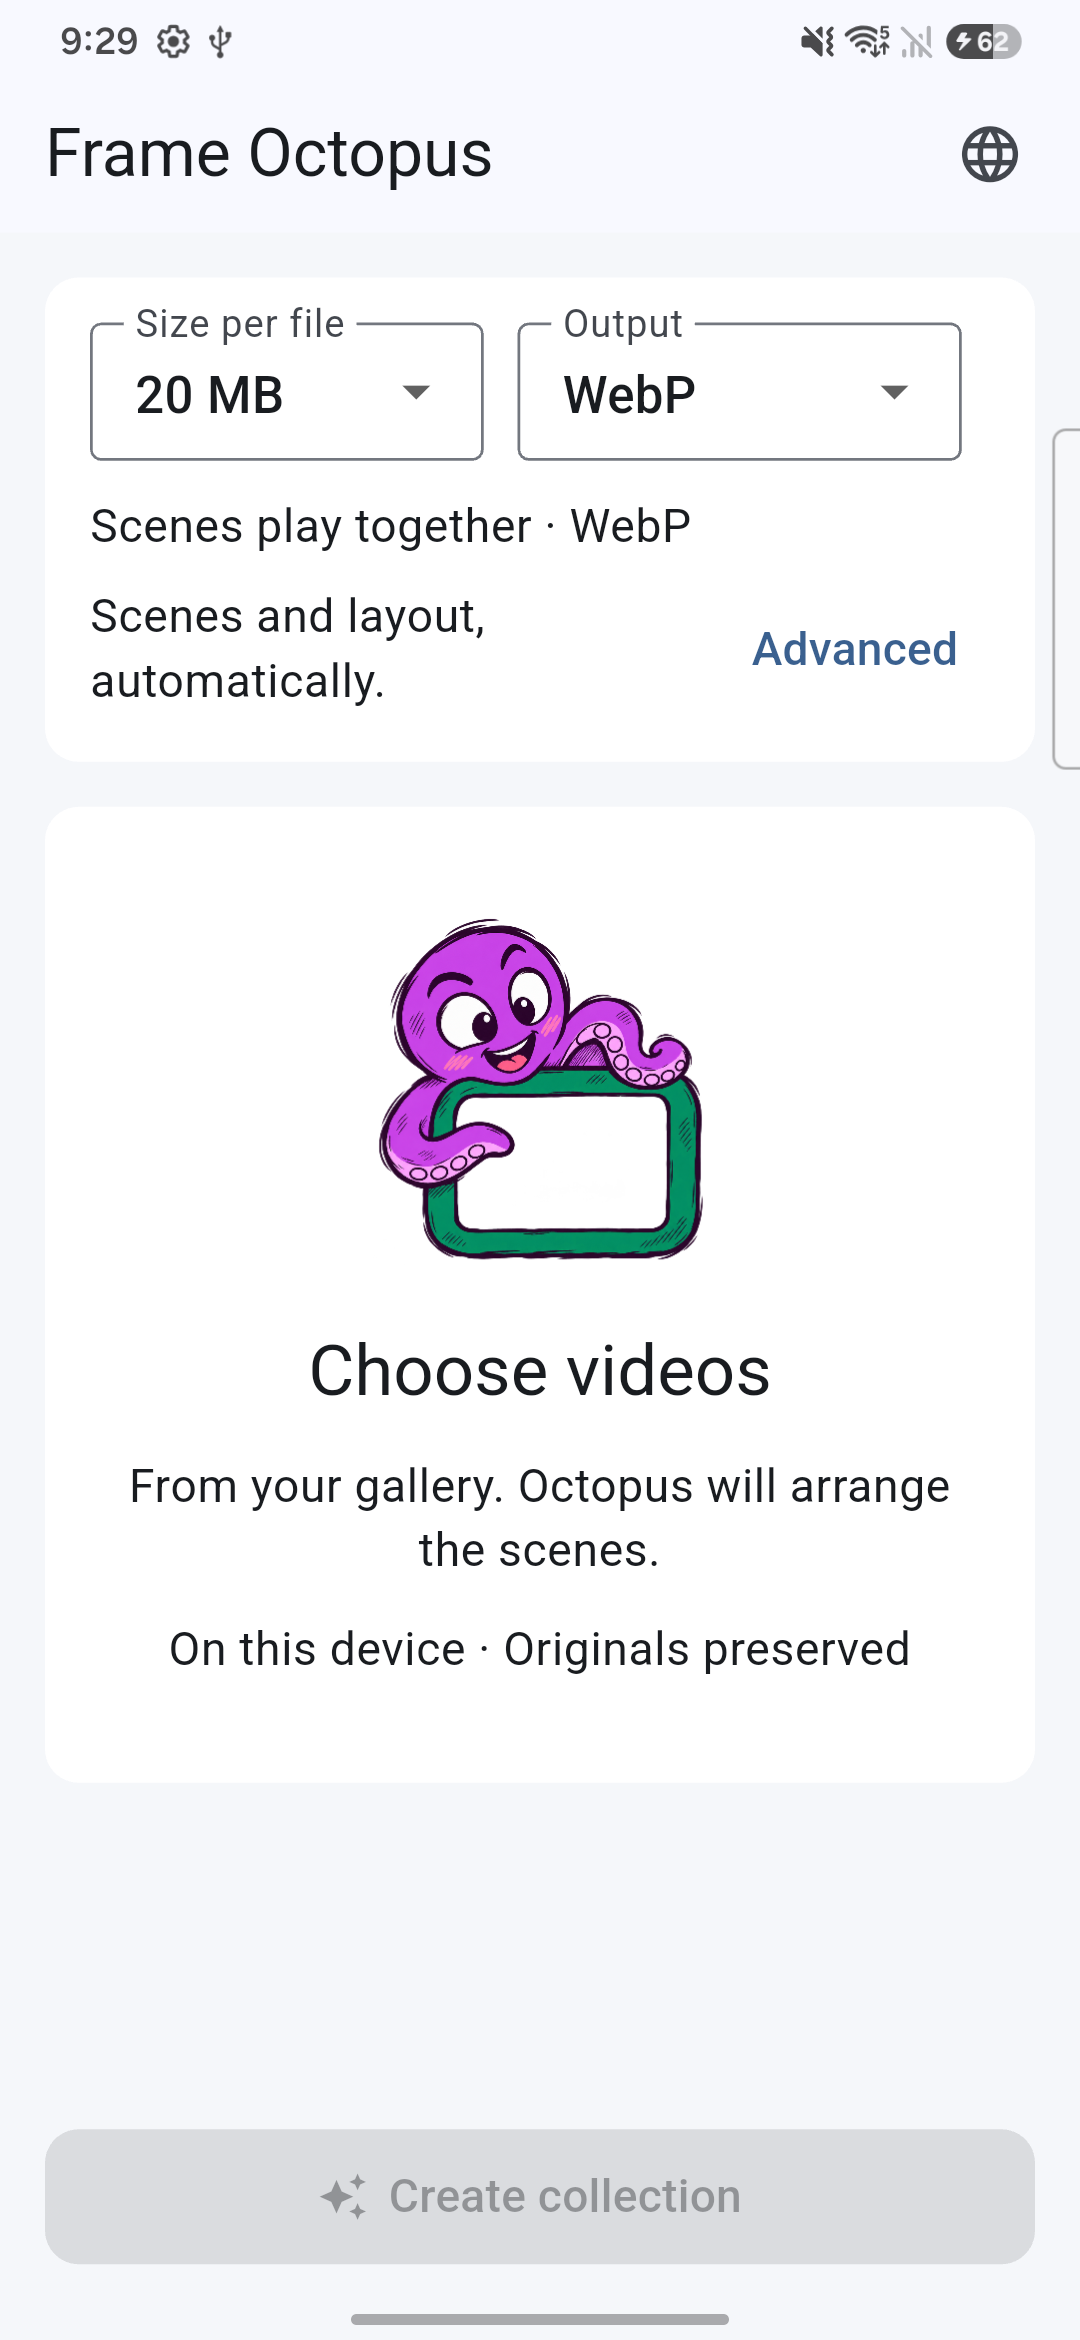 9:29
5
62
Frame Octopus
Size per file
Output
20 MB
WebP
Scenes play together · WebP
Scenes and layout,
automatically.
Advanced
Choose videos
From your gallery. Octopus will arrange
the scenes.
On this device · Originals preserved
Create collection